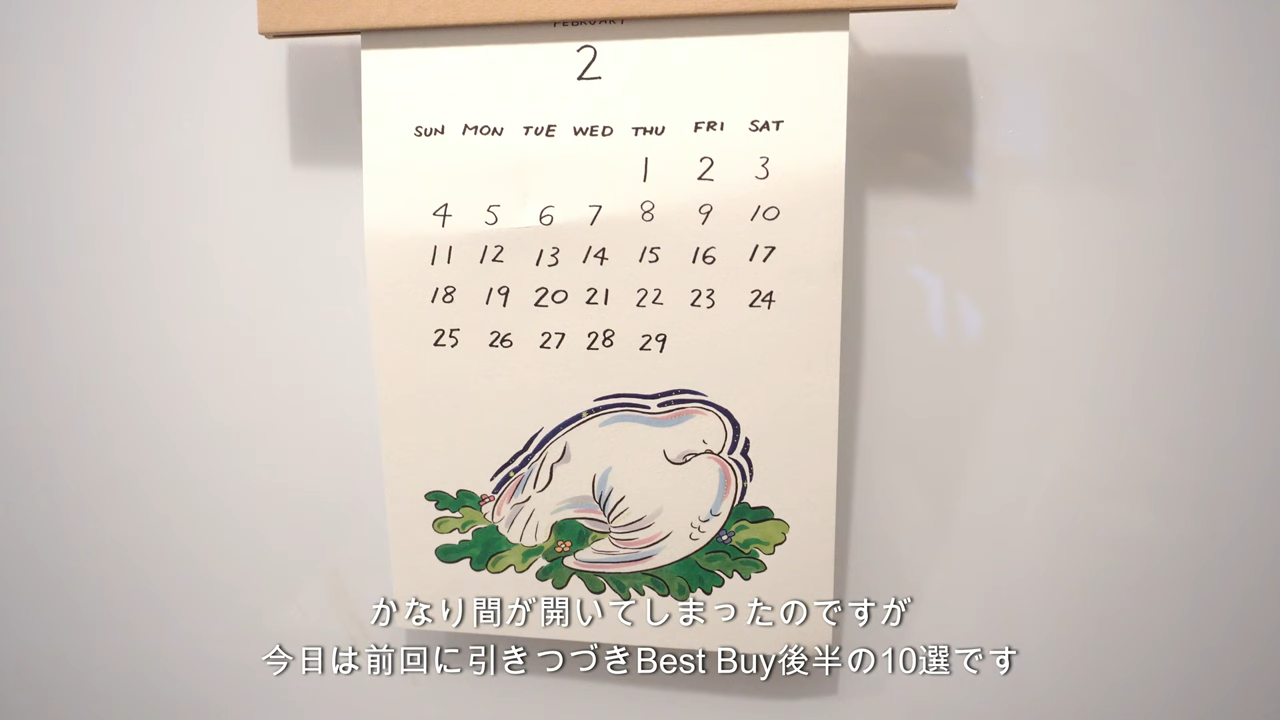 FEBRUARY
2
SUN MON TUE WED THU FRI SAT
1 2 3
4 5 6 7 8 9 10
11 12 13 14 15 16 17
18 19 20 21 22 23 24
25 26 27 28 29
かなり間が開いてしまったのですが
今日は前回に引きつづきBest Buy後半の10選です